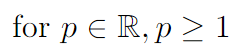 for p ∈ ℝ, p ≥ 1